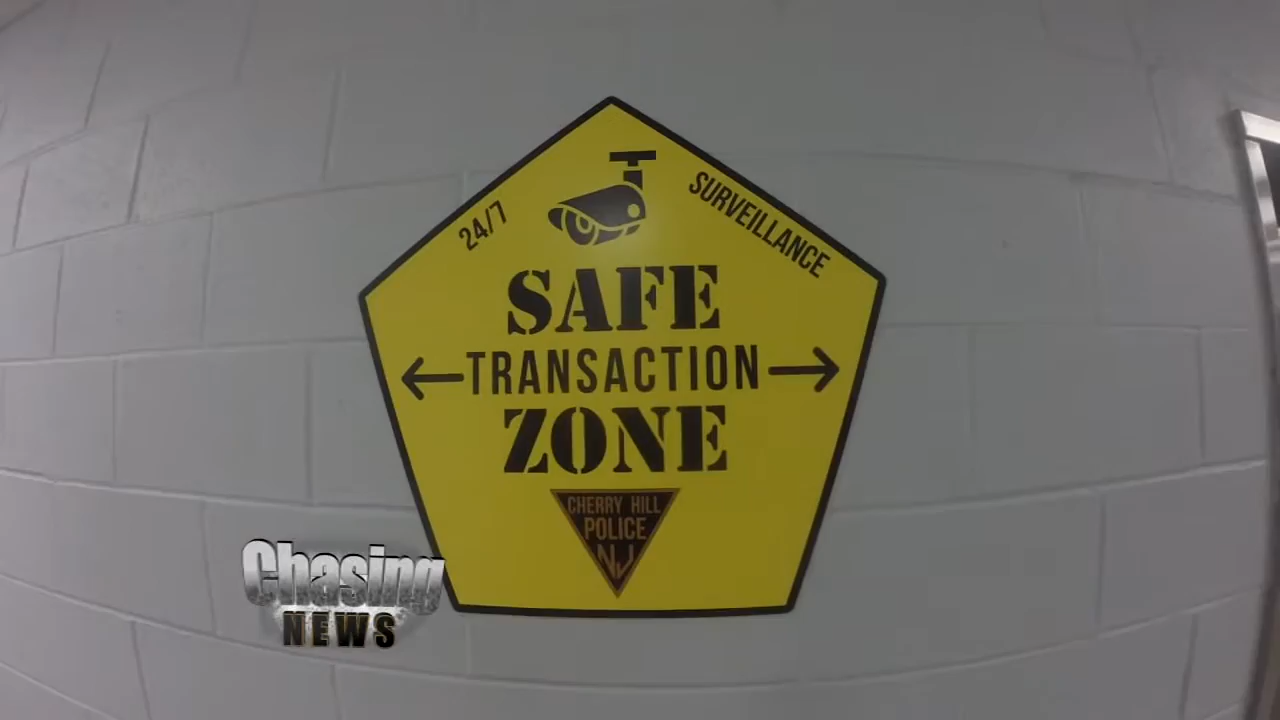 24/7
SURVEILLANCE
SAFE
TRANSACTION
ZONE
CHERRY HILL
POLICE
NJ
Chasing
NEWS